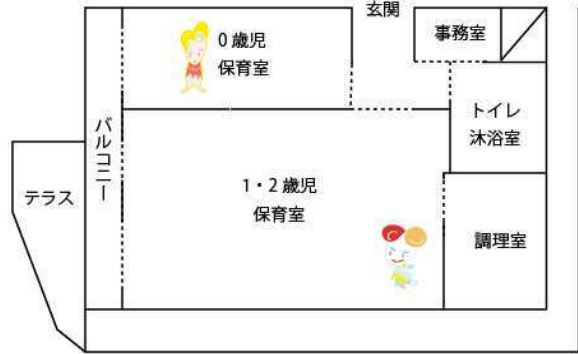 玄関
事務室
0歳児
保育室
トイレ
沐浴室
バルコニー
テラス
1・2歳児
保育室
調理室